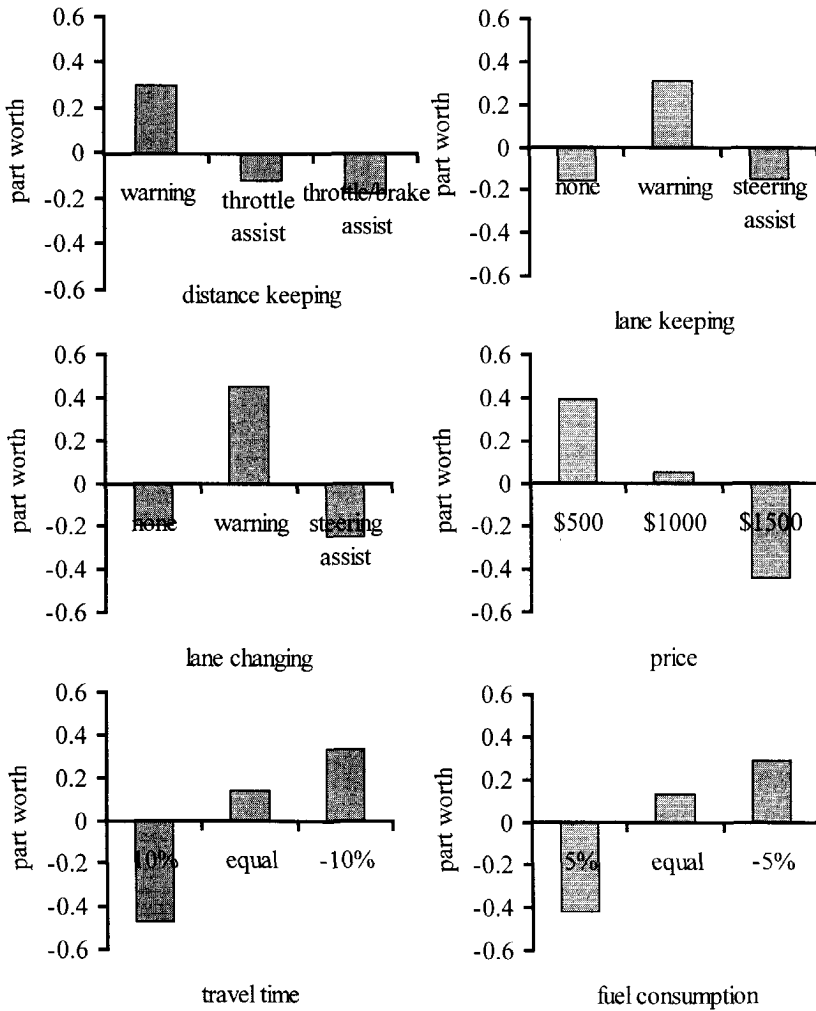 0.6
0.4
0.2
0
-0.2
-0.4
-0.6
part worth
warning
throttle assist
throttle/brake assist
distance keeping
0.6
0.4
0.2
0
-0.2
-0.4
-0.6
part worth
none
warning
steering assist
lane keeping
0.6
0.4
0.2
0
-0.2
-0.4
-0.6
part worth
none
warning
steering assist
lane changing
0.6
0.4
0.2
0
-0.2
-0.4
-0.6
part worth
$500
$1000
$1500
price
0.6
0.4
0.2
0
-0.2
-0.4
-0.6
part worth
10%
equal
-10%
travel time
0.6
0.4
0.2
0
-0.2
-0.4
-0.6
part worth
5%
equal
-5%
fuel consumption